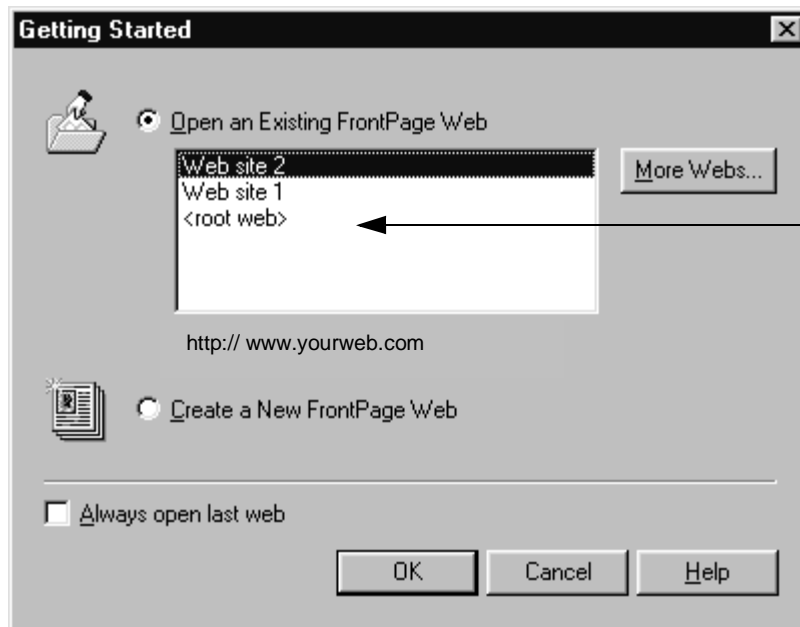 Getting Started
Open an Existing FrontPage Web
Web site 2
More Webs...
Web site 1
<root web>
http:// www.yourweb.com
Create a New FrontPage Web
Always open last web
OK Cancel Help